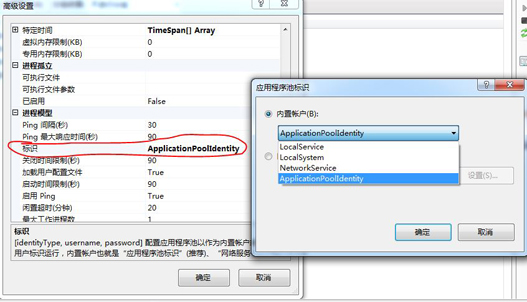 高级设置
特定时间 TimeSpan[] Array
虚拟内存限制(KB) 0
专用内存限制(KB) 0
进程孤立
可执行文件
可执行文件参数
已启用 False
进程模型
Ping 间隔(秒) 30
Ping 最大响应时间(秒) 90
标识 ApplicationPoolIdentity
关闭时间限制(秒) 90
加载用户配置文件 True
启动时间限制(秒) 90
启用 Ping True
闲置超时(分钟) 20
最大工作进程数 1
标识
[identityType, username, password] 配置应用程序池以作为内置帐户
用户标识运行，内置帐户也就是“应用程序池标识”(推荐)、“网络服务
确定 取消
应用程序池标识
内置帐户(B):
ApplicationPoolIdentity
LocalService
LocalSystem
NetworkService
ApplicationPoolIdentity
设置(S)...
确定 取消